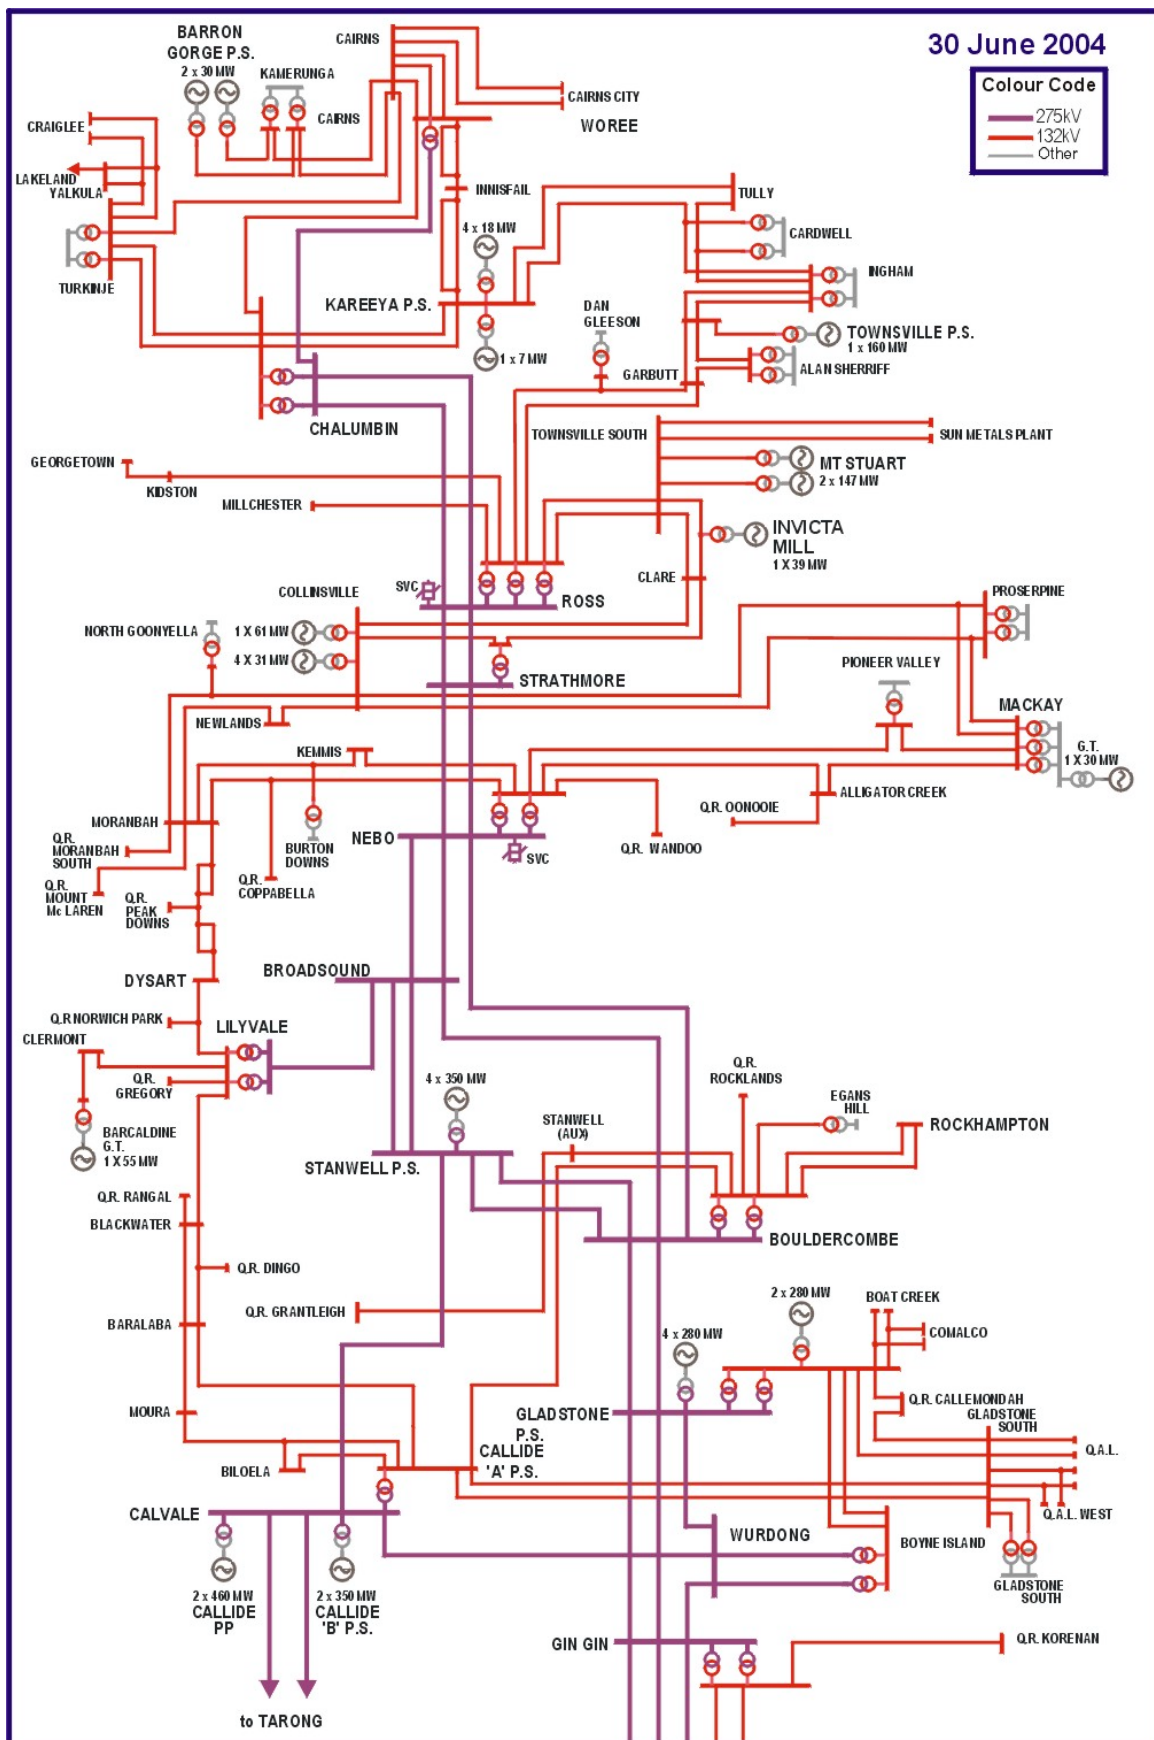 30 June 2004
Colour Code
275kV
132kV
Other
BARRON
GORGE P.S.
2 x 30 MW
KAMERUNGA
CAIRNS
CAIRNS
CAIRNS CITY
WOREE
CRAIGLEE
LAKELAND
YALKULA
TURKINJE
INNISFAIL
TULLY
CARDWELL
INGHAM
4 x 18 MW
KAREEYA P.S.
1 x 7 MW
DAN
GLEESON
TOWNSVILLE P.S.
1 x 160 MW
GARBUTT
ALAN SHERRIFF
CHALUMBIN
TOWNSVILLE SOUTH
SUN METALS PLANT
GEORGETOWN
KIDSTON
MT STUART
2 x 147 MW
MILLCHESTER
INVICTA
MILL
1 X 39 MW
CLARE
SVC
ROSS
COLLINSVILLE
PROSERPINE
NORTH GOONYELLA
1 X 61 MW
4 X 31 MW
STRATHMORE
PIONEER VALLEY
MACKAY
NEWLANDS
G.T.
1 X 30 MW
KEMMIS
ALLIGATOR CREEK
Q.R. OONOOIE
MORANBAH
Q.R.
MORANBAH
SOUTH
BURTON
DOWNS
NEBO
SVC
Q.R. WANDOO
Q.R.
MOUNT
Mc LAREN
Q.R.
PEAK
DOWNS
Q.R.
COPPABELLA
DYSART
BROADSOUND
Q.R NORWICH PARK
LILYVALE
CLERMONT
Q.R.
GREGORY
BARCALDINE
G.T.
1 X 55 MW
4 x 350 MW
STANWELL P.S.
STANWELL
(AUX)
Q.R.
ROCKLANDS
EGANS
HILL
ROCKHAMPTON
Q.R. RANGAL
BLACKWATER
BOULDERCOMBE
Q.R. DINGO
Q.R. GRANTLEIGH
BARALABA
2 x 280 MW
BOAT CREEK
COMALCO
4 x 280 MW
MOURA
GLADSTONE
P.S.
Q.R. CALLEMONDAH
GLADSTONE
SOUTH
Q.A.L.
BILOELA
CALLIDE
'A' P.S.
Q.A.L. WEST
CALVALE
WURDONG
BOYNE ISLAND
GLADSTONE
SOUTH
2 x 460 MW
CALLIDE
PP
2 x 350 MW
CALLIDE
'B' P.S.
GIN GIN
Q.R. KORENAN
to TARONG